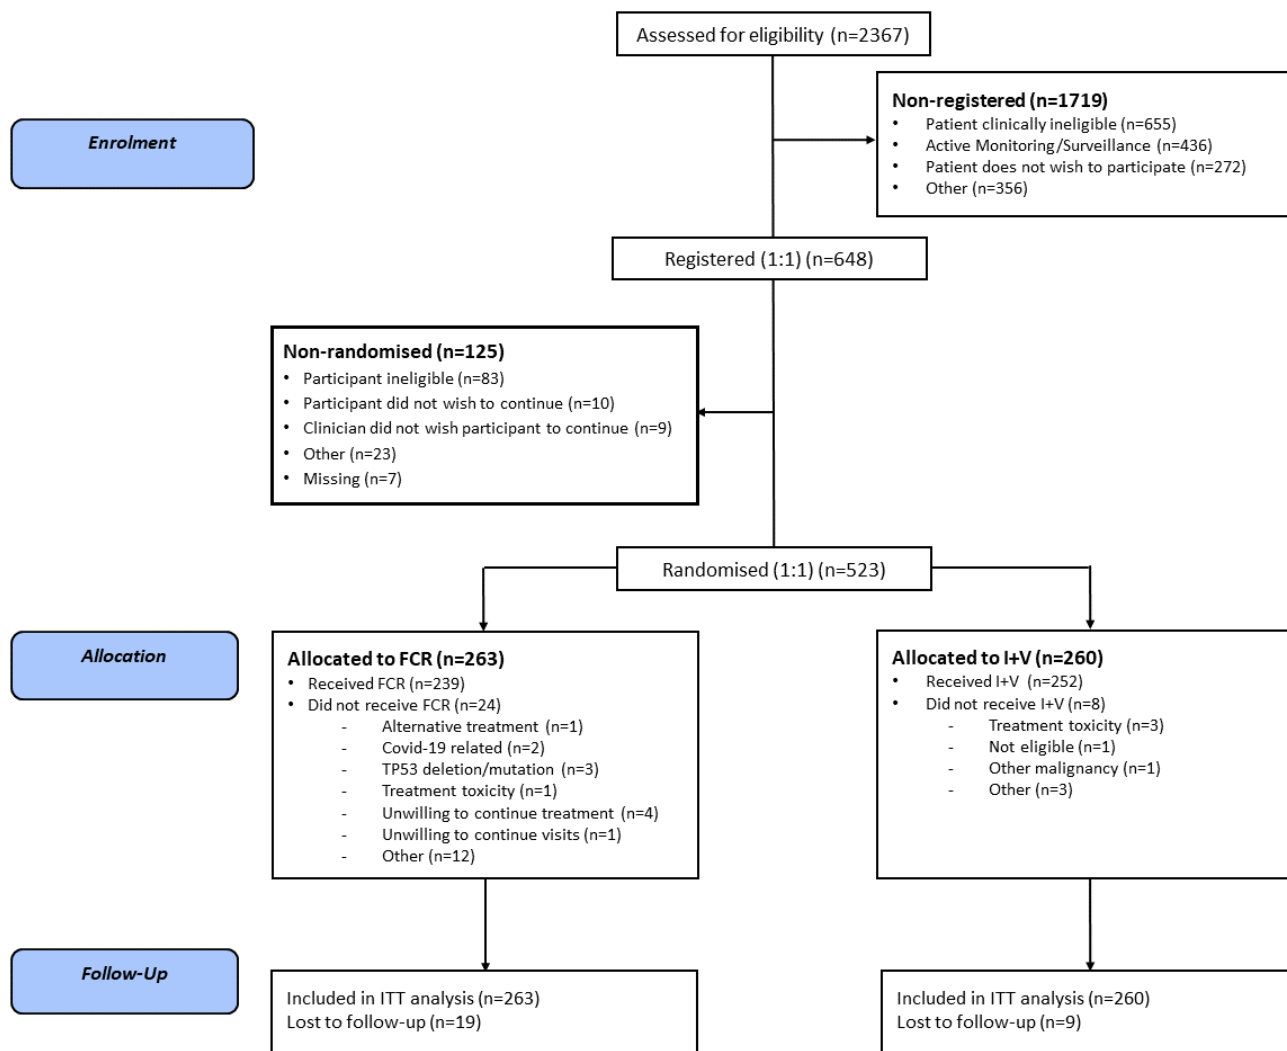 Assessed for eligibility (n=2367)
Non-registered (n=1719)
• Patient clinically ineligible (n=655)
• Active Monitoring/Surveillance (n=436)
• Patient does not wish to participate (n=272)
• Other (n=356)
Enrolment
Registered (1:1) (n=648)
Non-randomised (n=125)
• Participant ineligible (n=83)
• Participant did not wish to continue (n=10)
• Clinician did not wish participant to continue (n=9)
• Other (n=23)
• Missing (n=7)
Randomised (1:1) (n=523)
Allocation
Allocated to FCR (n=263)
• Received FCR (n=239)
• Did not receive FCR (n=24)
- Alternative treatment (n=1)
- Covid-19 related (n=2)
- TP53 deletion/mutation (n=3)
- Treatment toxicity (n=1)
- Unwilling to continue treatment (n=4)
- Unwilling to continue visits (n=1)
- Other (n=12)
Allocated to I+V (n=260)
• Received I+V (n=252)
• Did not receive I+V (n=8)
- Treatment toxicity (n=3)
- Not eligible (n=1)
- Other malignancy (n=1)
- Other (n=3)
Follow-Up
Included in ITT analysis (n=263)
Lost to follow-up (n=19)
Included in ITT analysis (n=260)
Lost to follow-up (n=9)